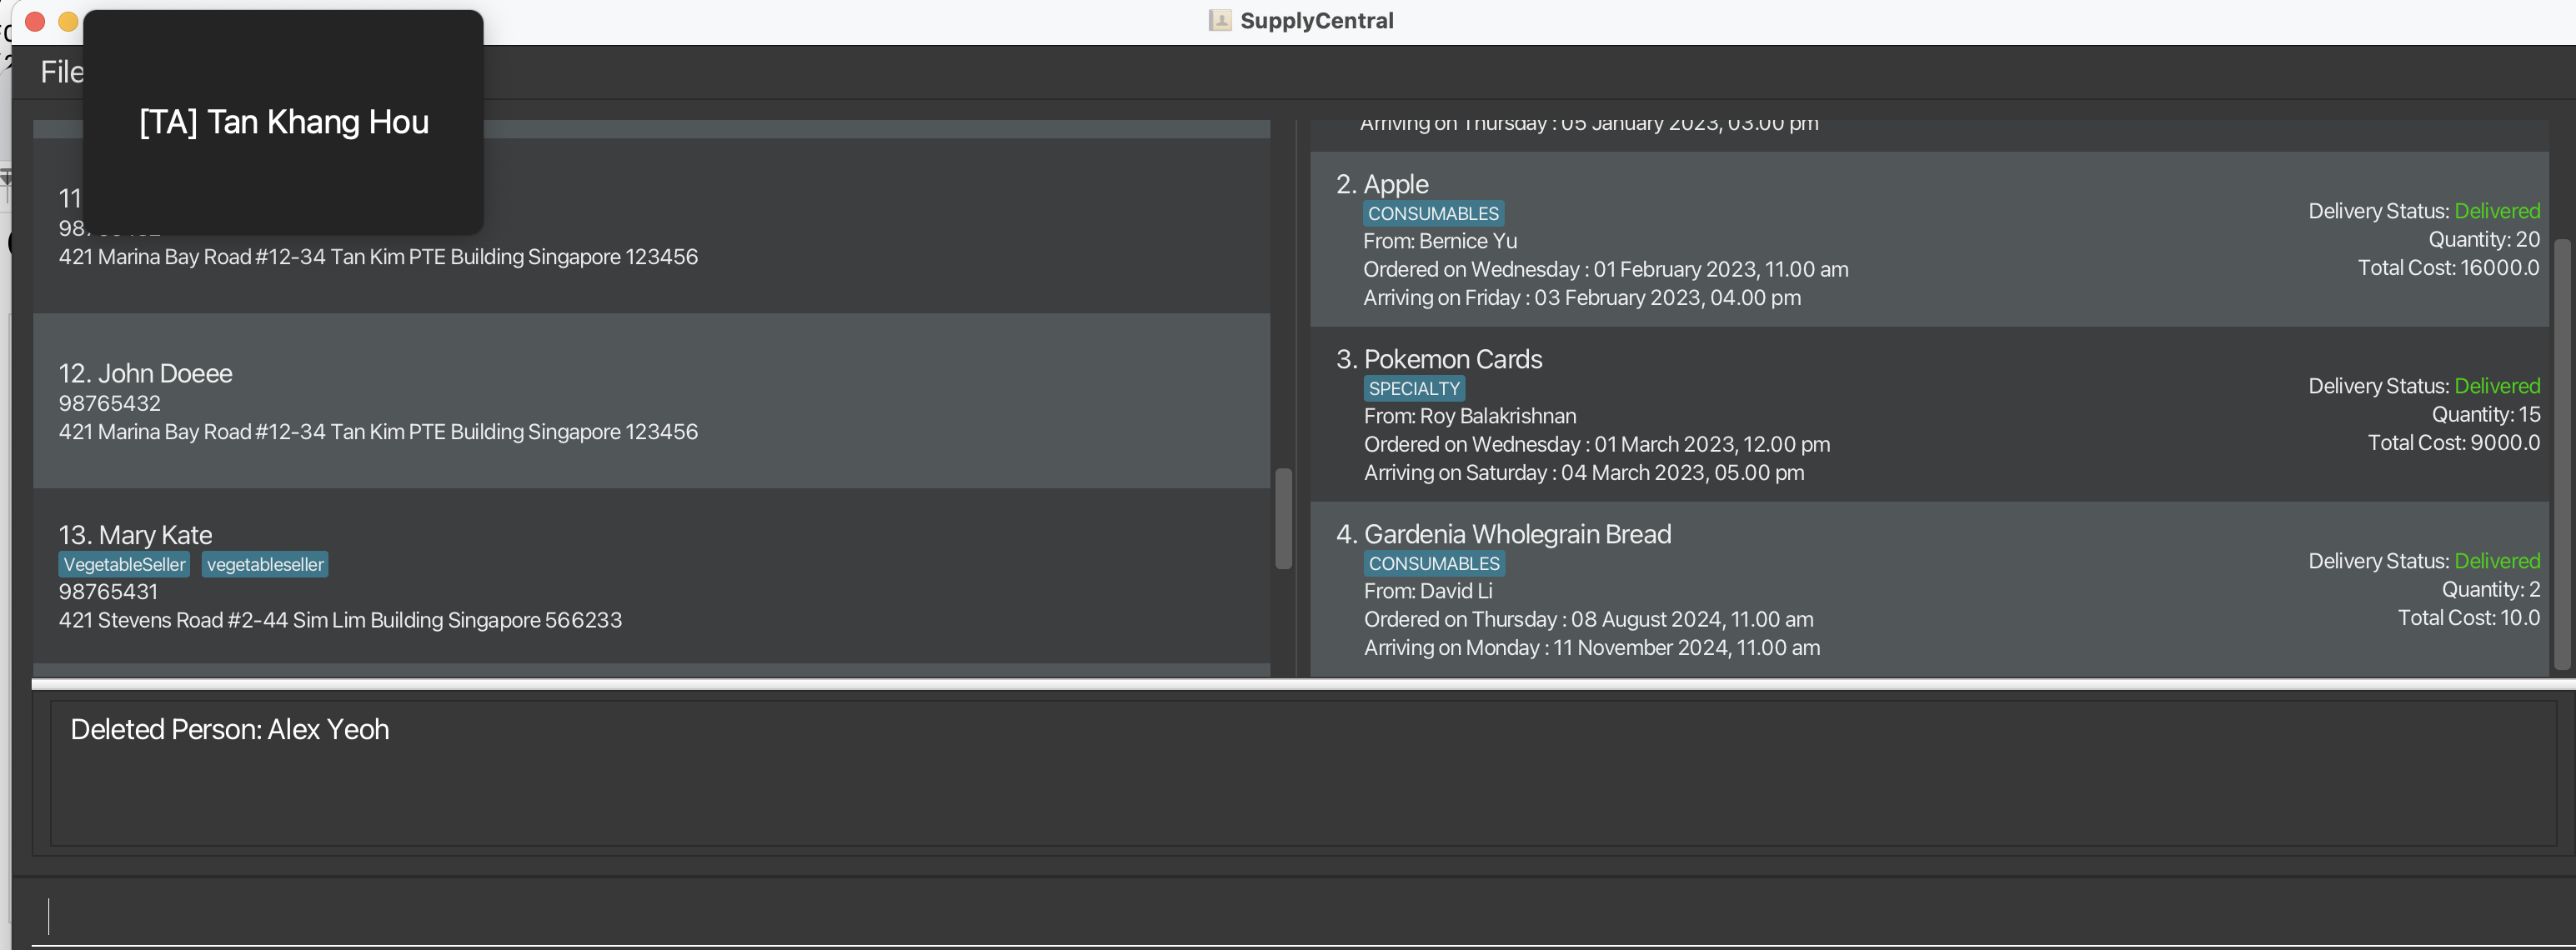 SupplyCentral
File
[TA] Tan Khang Hou
11
421 Marina Bay Road #12-34 Tan Kim PTE Building Singapore 123456
12. John Doeee
98765432
421 Marina Bay Road #12-34 Tan Kim PTE Building Singapore 123456
13. Mary Kate
VegetableSeller vegetableseller
98765431
421 Stevens Road #2-44 Sim Lim Building Singapore 566233
Arriving on Thursday : 05 January 2023, 03.00 pm
2. Apple
CONSUMABLES
From: Bernice Yu
Ordered on Wednesday : 01 February 2023, 11.00 am
Arriving on Friday : 03 February 2023, 04.00 pm
Delivery Status: Delivered
Quantity: 20
Total Cost: 16000.0
3. Pokemon Cards
SPECIALTY
From: Roy Balakrishnan
Ordered on Wednesday : 01 March 2023, 12.00 pm
Arriving on Saturday : 04 March 2023, 05.00 pm
Delivery Status: Delivered
Quantity: 15
Total Cost: 9000.0
4. Gardenia Wholegrain Bread
CONSUMABLES
From: David Li
Ordered on Thursday : 08 August 2024, 11.00 am
Arriving on Monday : 11 November 2024, 11.00 am
Delivery Status: Delivered
Quantity: 2
Total Cost: 10.0
Deleted Person: Alex Yeoh